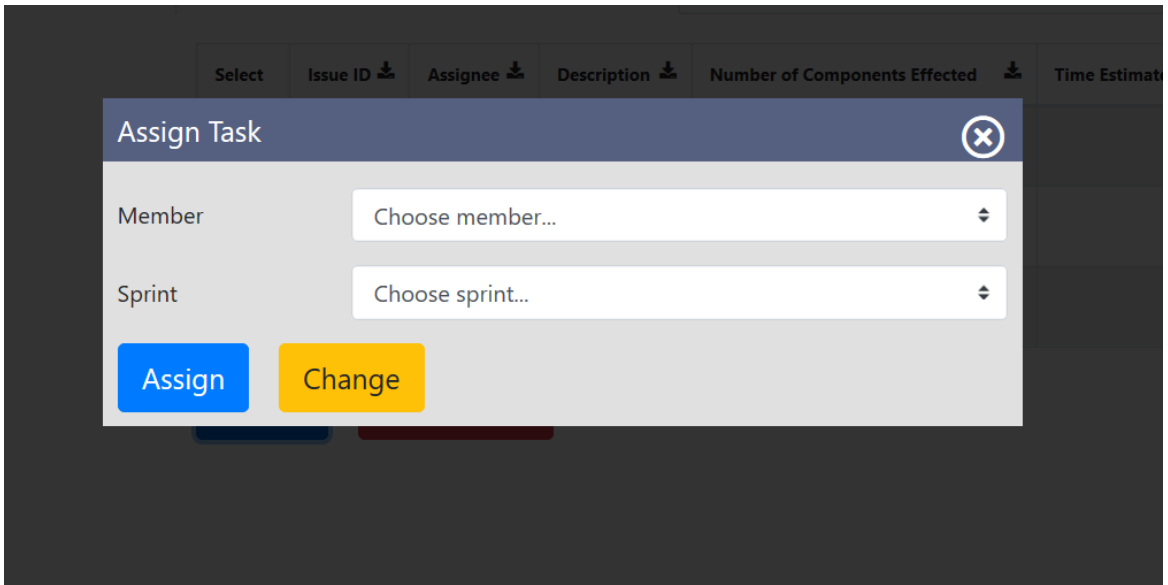 Select Issue ID Assignee Description Number of Components Effected Time Estimate
Assign Task
Member Choose member...
Sprint Choose sprint...
Assign Change